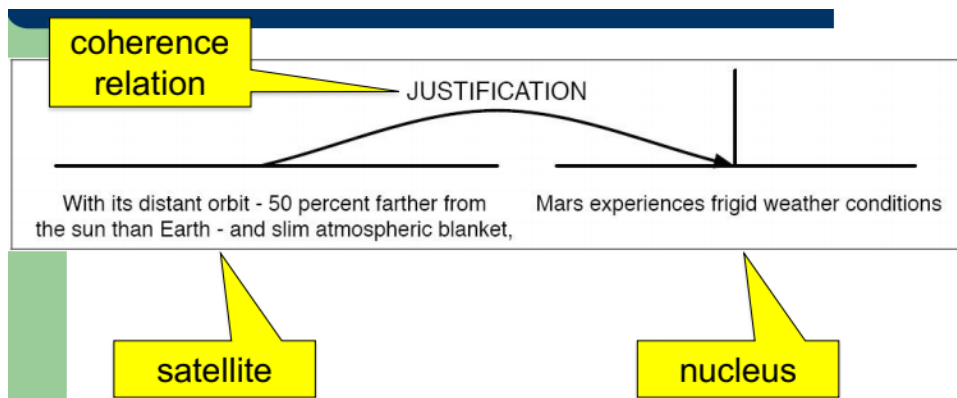 coherence
relation
JUSTIFICATION
With its distant orbit - 50 percent farther from
the sun than Earth - and slim atmospheric blanket,
Mars experiences frigid weather conditions
satellite
nucleus